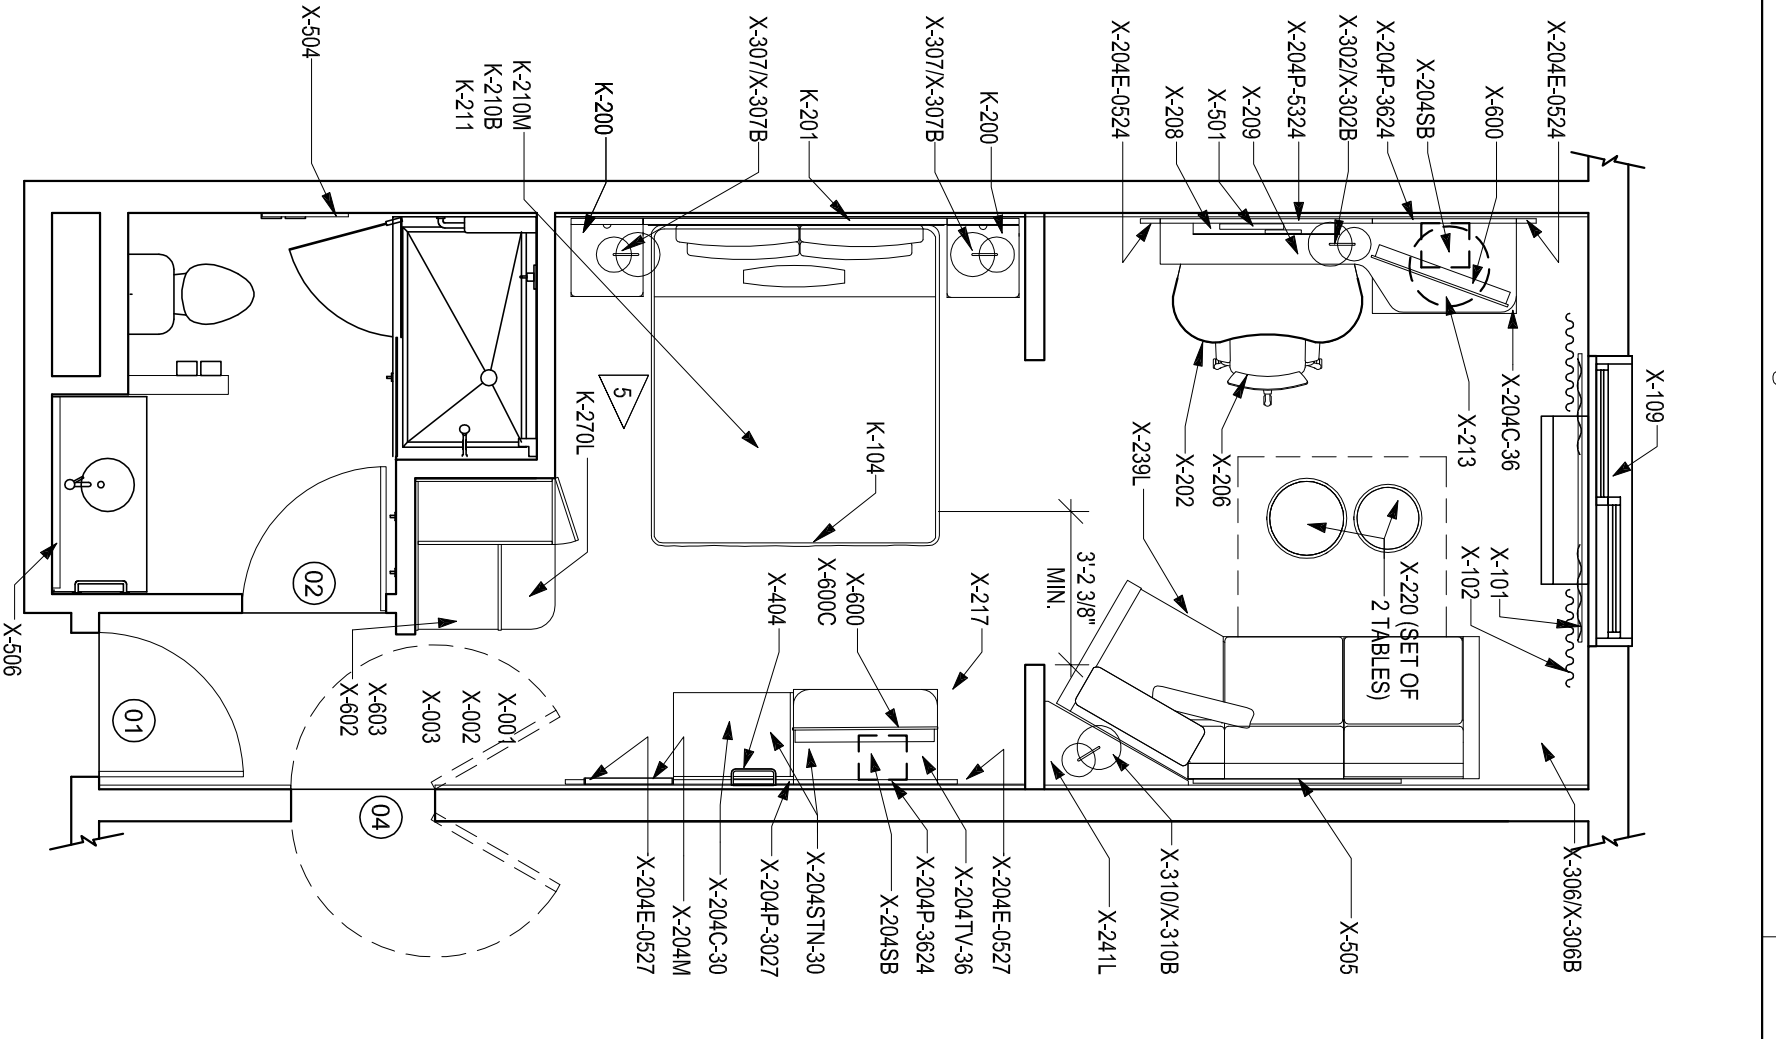 X-504
K-210M
K-210B
K-211
K-200
X-307/X-307B
K-201
X-307/X-307B
K-200
X-204E-0524
X-208
X-501
X-209
X-204P-5324
X-302/X-302B
X-204P-3624
X-204SB
X-600
X-204E-0524
X-109
X-204C-36
X-213
X-206
X-202
X-239L
5
K-270L
K-104
3'-2 3/8"
MIN.
X-101
X-102
X-220 (SET OF
2 TABLES)
X-217
X-600
X-600C
X-404
02
X-506
01
X-603
X-602
X-001
X-002
X-003
04
X-204E-0527
X-204M
X-204C-30
X-204P-3027
X-204STN-30
X-204SB
X-204P-3624
X-204TV-36
X-204E-0527
X-241L
X-310/X-310B
X-505
X-306/X-306B